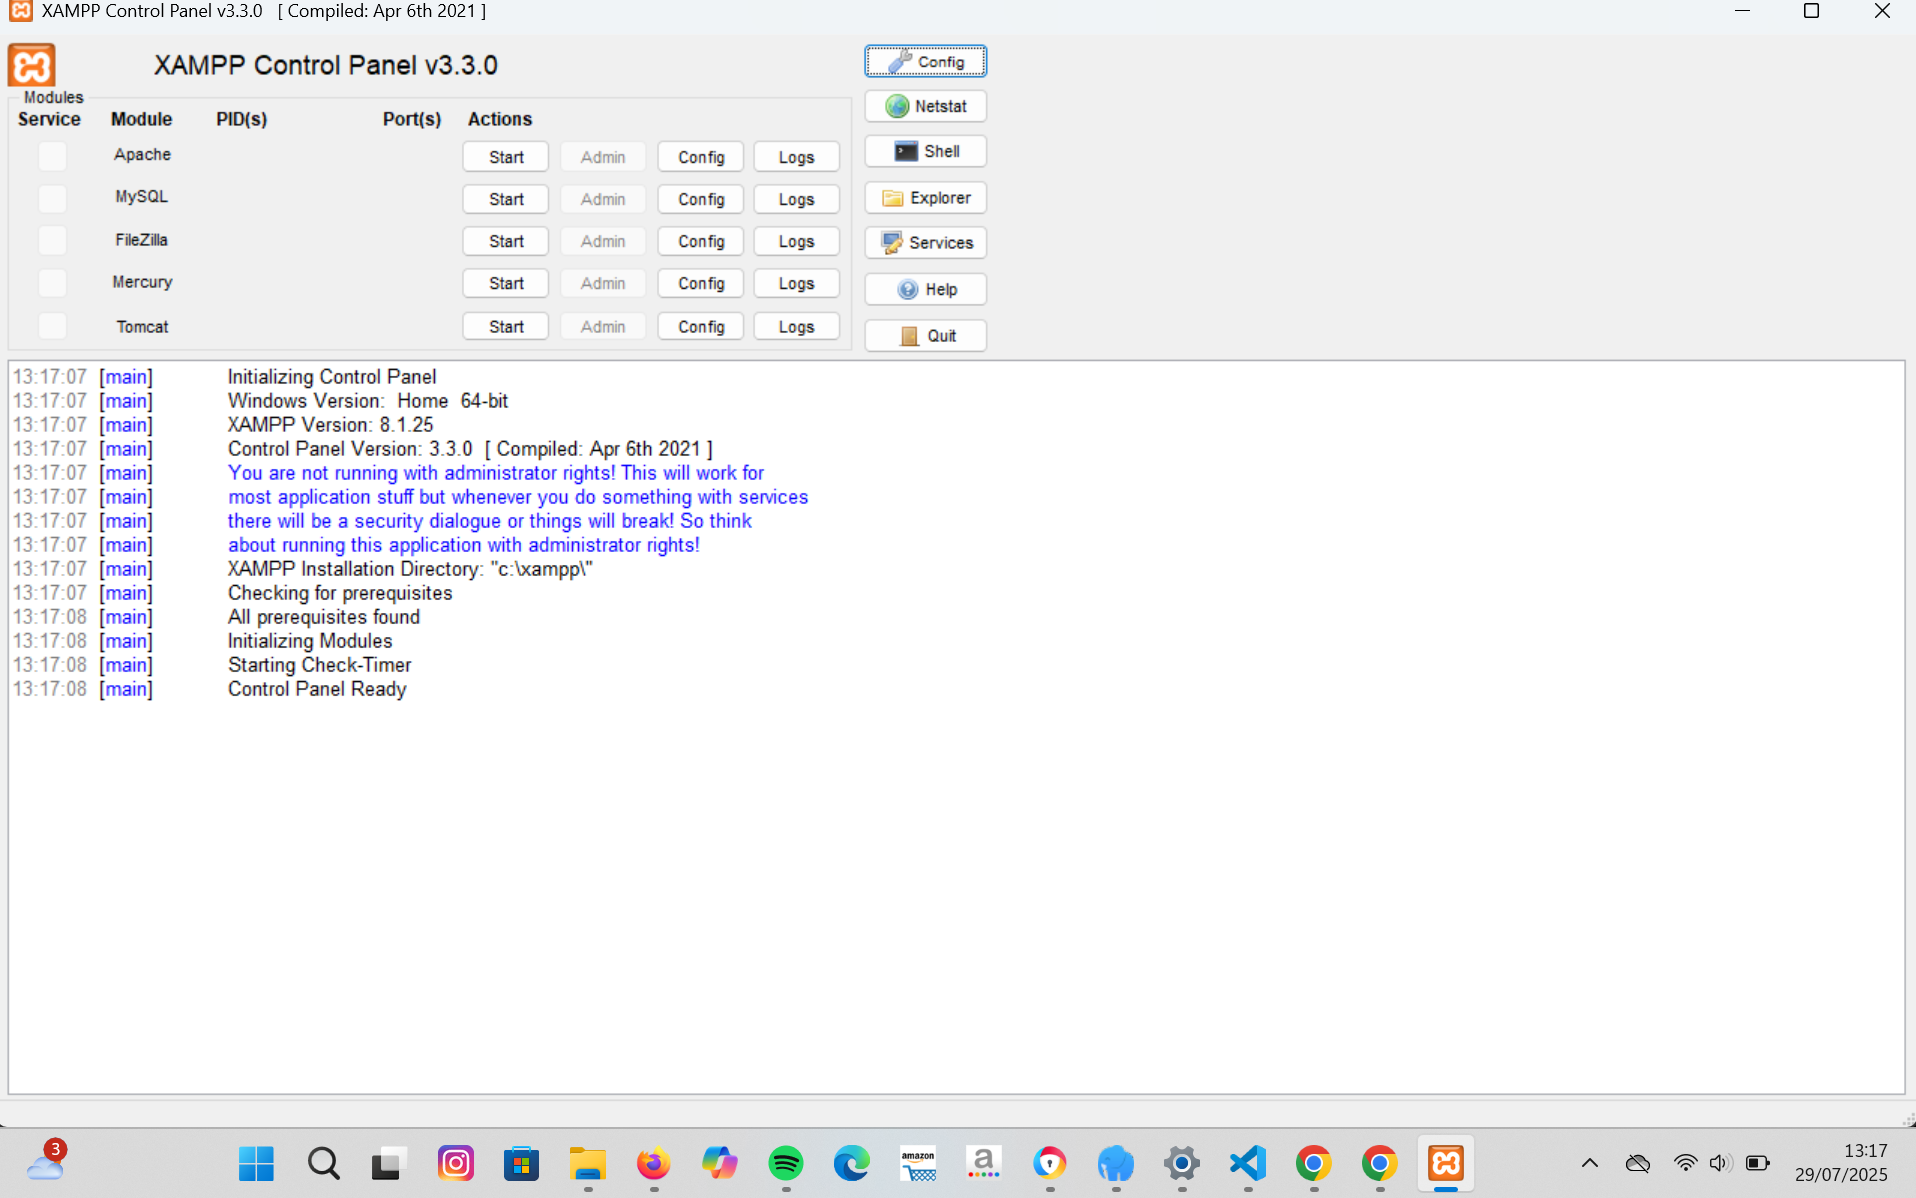 XAMPP Control Panel v3.3.0 [ Compiled: Apr 6th 2021 ]
XAMPP Control Panel v3.3.0
Config
Modules
Netstat
Service Module PID(s) Port(s) Actions
Apache Start Admin Config Logs
Shell
MySQL Start Admin Config Logs
Explorer
FileZilla Start Admin Config Logs
Services
Mercury Start Admin Config Logs
Help
Tomcat Start Admin Config Logs
Quit
13:17:07 [main] Initializing Control Panel
13:17:07 [main] Windows Version: Home 64-bit
13:17:07 [main] XAMPP Version: 8.1.25
13:17:07 [main] Control Panel Version: 3.3.0 [ Compiled: Apr 6th 2021 ]
13:17:07 [main] You are not running with administrator rights! This will work for
13:17:07 [main] most application stuff but whenever you do something with services
13:17:07 [main] there will be a security dialogue or things will break! So think
13:17:07 [main] about running this application with administrator rights!
13:17:07 [main] XAMPP Installation Directory: "c:\xampp\"
13:17:07 [main] Checking for prerequisites
13:17:08 [main] All prerequisites found
13:17:08 [main] Initializing Modules
13:17:08 [main] Starting Check-Timer
13:17:08 [main] Control Panel Ready
3
amazon
a
13:17
29/07/2025